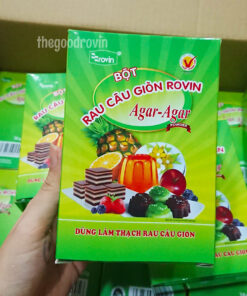 thegoodrovin
rovin
BỘT
RAU CÂU GIÒN ROVIN
Agar-Agar
DÙNG LÀM THẠCH RAU CÂU GIÒN